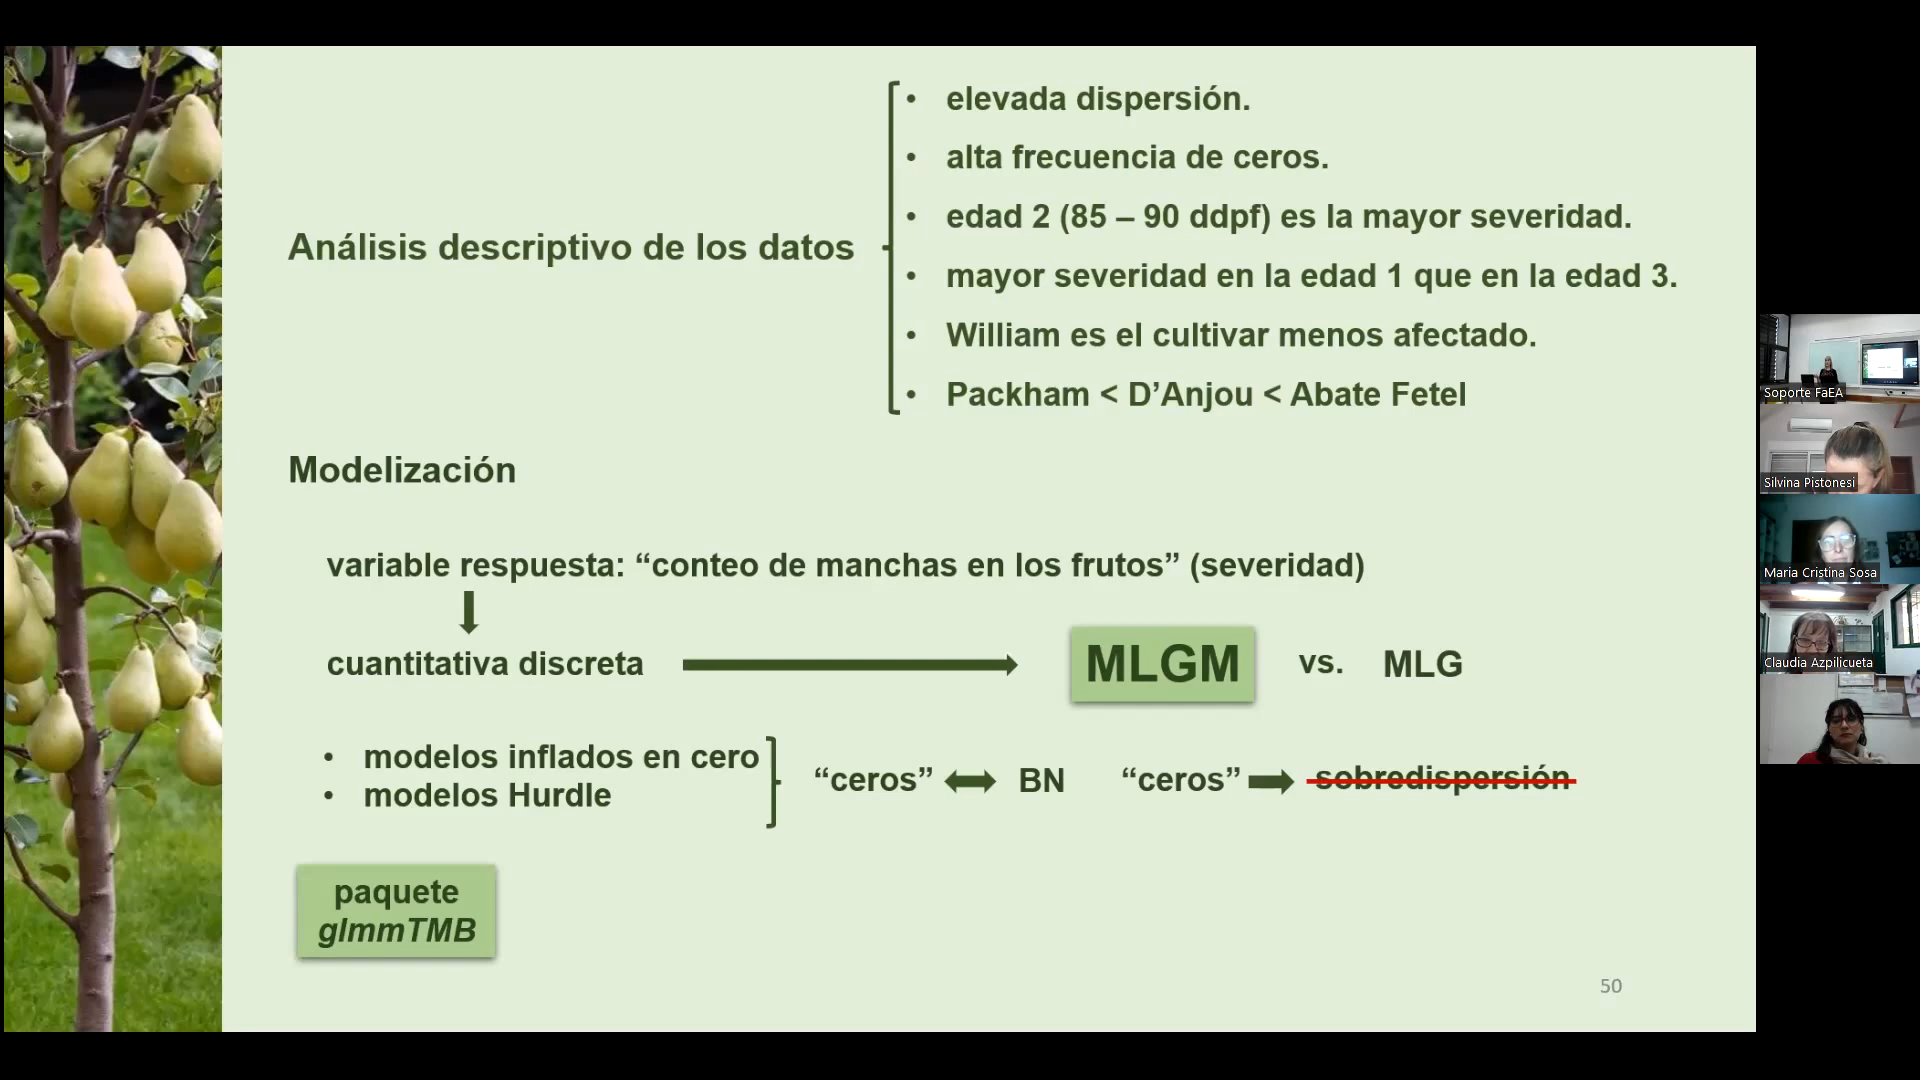 Análisis descriptivo de los datos
• elevada dispersión.
• alta frecuencia de ceros.
• edad 2 (85 – 90 ddpf) es la mayor severidad.
• mayor severidad en la edad 1 que en la edad 3.
• William es el cultivar menos afectado.
• Packham < D’Anjou < Abate Fetel
Modelización
variable respuesta: “conteo de manchas en los frutos” (severidad)
cuantitativa discreta
MLGM vs. MLG
• modelos inflados en cero
• modelos Hurdle
“ceros” BN “ceros” sobredispersión
paquete
glmmTMB
50
Soporte FaEA
Silvina Pistonesi
Maria Cristina Sosa
Claudia Azpilicueta